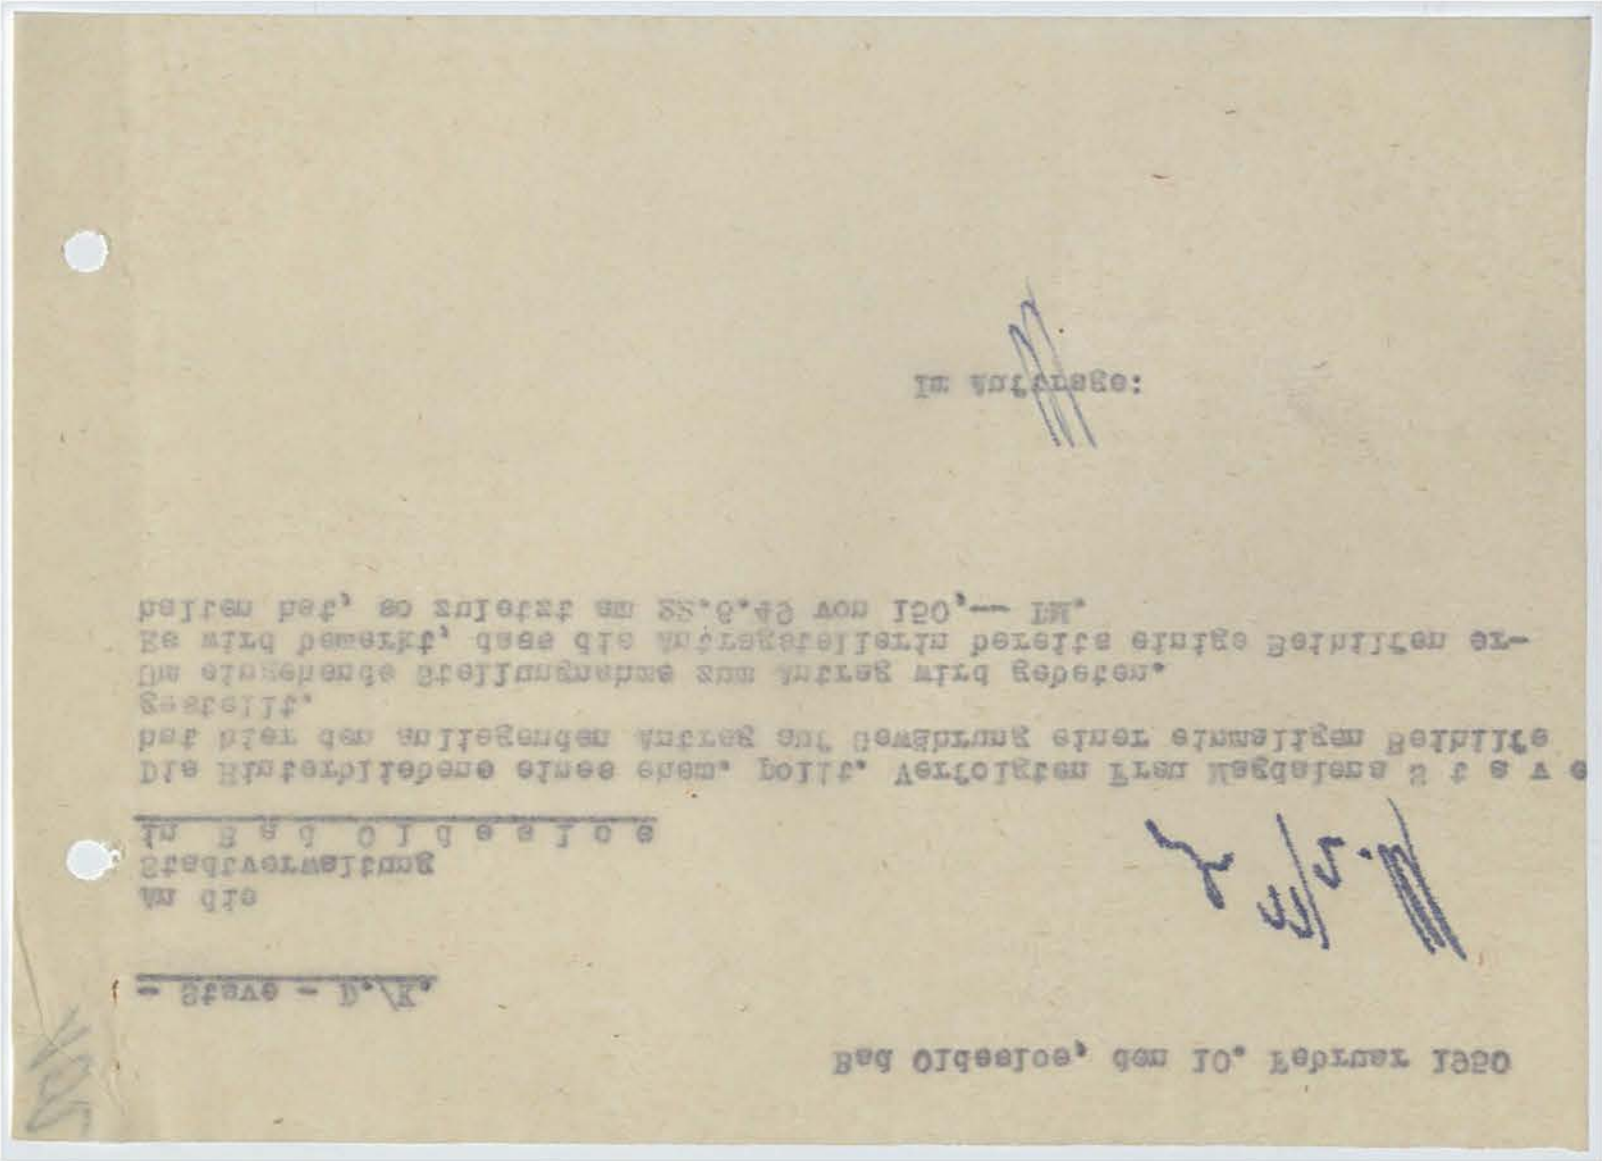 Bad Oldesloe, den 10. Februar 1950
- Stave - D./K.
An die
Stadtverwaltung
in Bad Oldesloe
Die Hinterbliebene eines ehem. polit. Verfolgten Frau Magdalena S t a v e
hat hier den anliegenden Antrag auf Gewährung einer einmaligen Beihilfe
gestellt.
Um eingehende Stellungnahme zum Antrag wird gebeten.
Es wird bemerkt, dass die Antragstellerin bereits einige Beihilfen er-
halten hat, so zuletzt am 22.6.49 von 150,-- DM.
Im Auftrage: